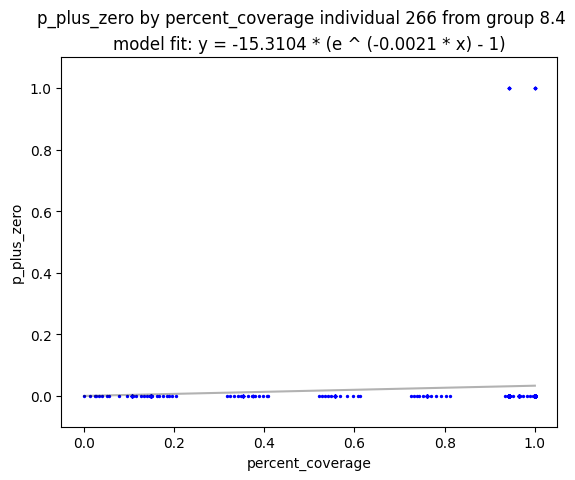 p_plus_zero by percent_coverage individual 266 from group 8.4
model fit: y = -15.3104 * (e ^ (-0.0021 * x) - 1)
1.0
0.8
0.6
0.4
0.2
0.0
p_plus_zero
0.0 0.2 0.4 0.6 0.8 1.0
percent_coverage